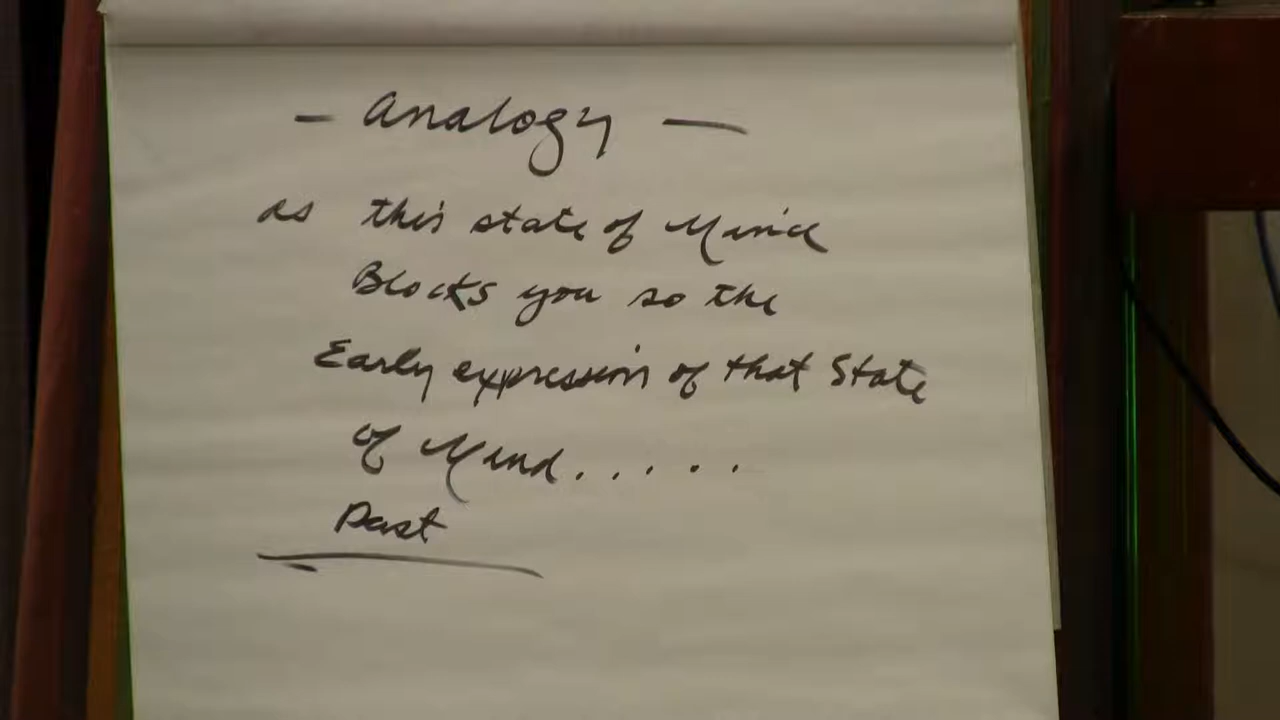 - analogy -
as this state of Mind
Blocks you so the
Early expression of that State
of Mind.....
Past